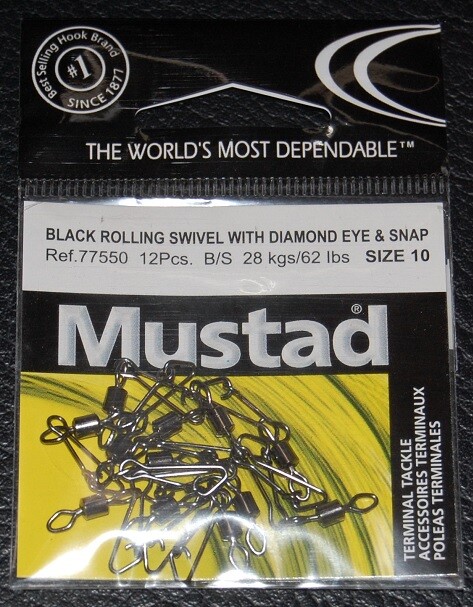 Best Selling Hook Brand
#1
SINCE 1877
THE WORLD'S MOST DEPENDABLE™
BLACK ROLLING SWIVEL WITH DIAMOND EYE & SNAP
Ref.77550 12Pcs. B/S 28 kgs/62 lbs SIZE 10
Mustad®
TERMINAL TACKLE
ACCESSOIRES TERMINAUX
POLEAS TERMINALES